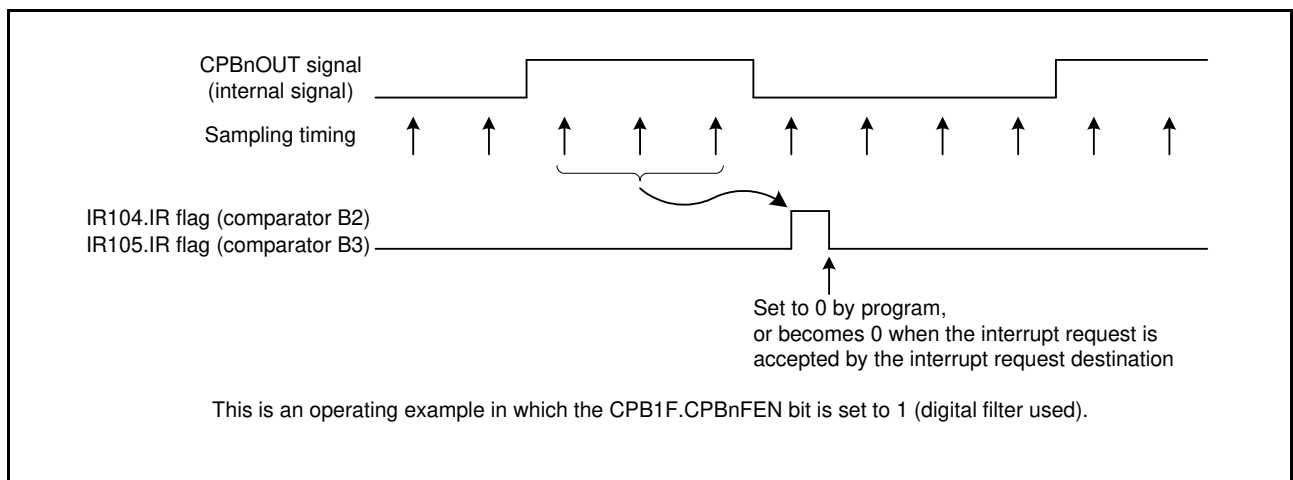 CPBnOUT signal
(internal signal)
Sampling timing
IR104.IR flag (comparator B2)
IR105.IR flag (comparator B3)
Set to 0 by program,
or becomes 0 when the interrupt request is
accepted by the interrupt request destination
This is an operating example in which the CPB1F.CPBnFEN bit is set to 1 (digital filter used).